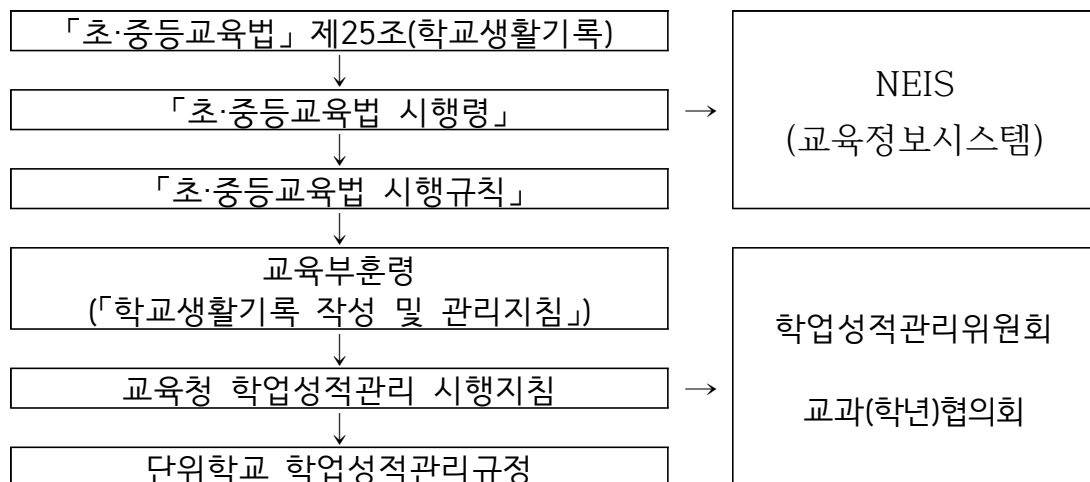 「초·중등교육법」 제25조(학교생활기록)
↓
「초·중등교육법 시행령」
→
NEIS
(교육정보시스템)
↓
「초·중등교육법 시행규칙」
↓
교육부훈령
(「학교생활기록 작성 및 관리지침」)
↓
교육청 학업성적관리 시행지침
→
학업성적관리위원회
교과(학년)협의회
↓
단위학교 학업성적관리규정